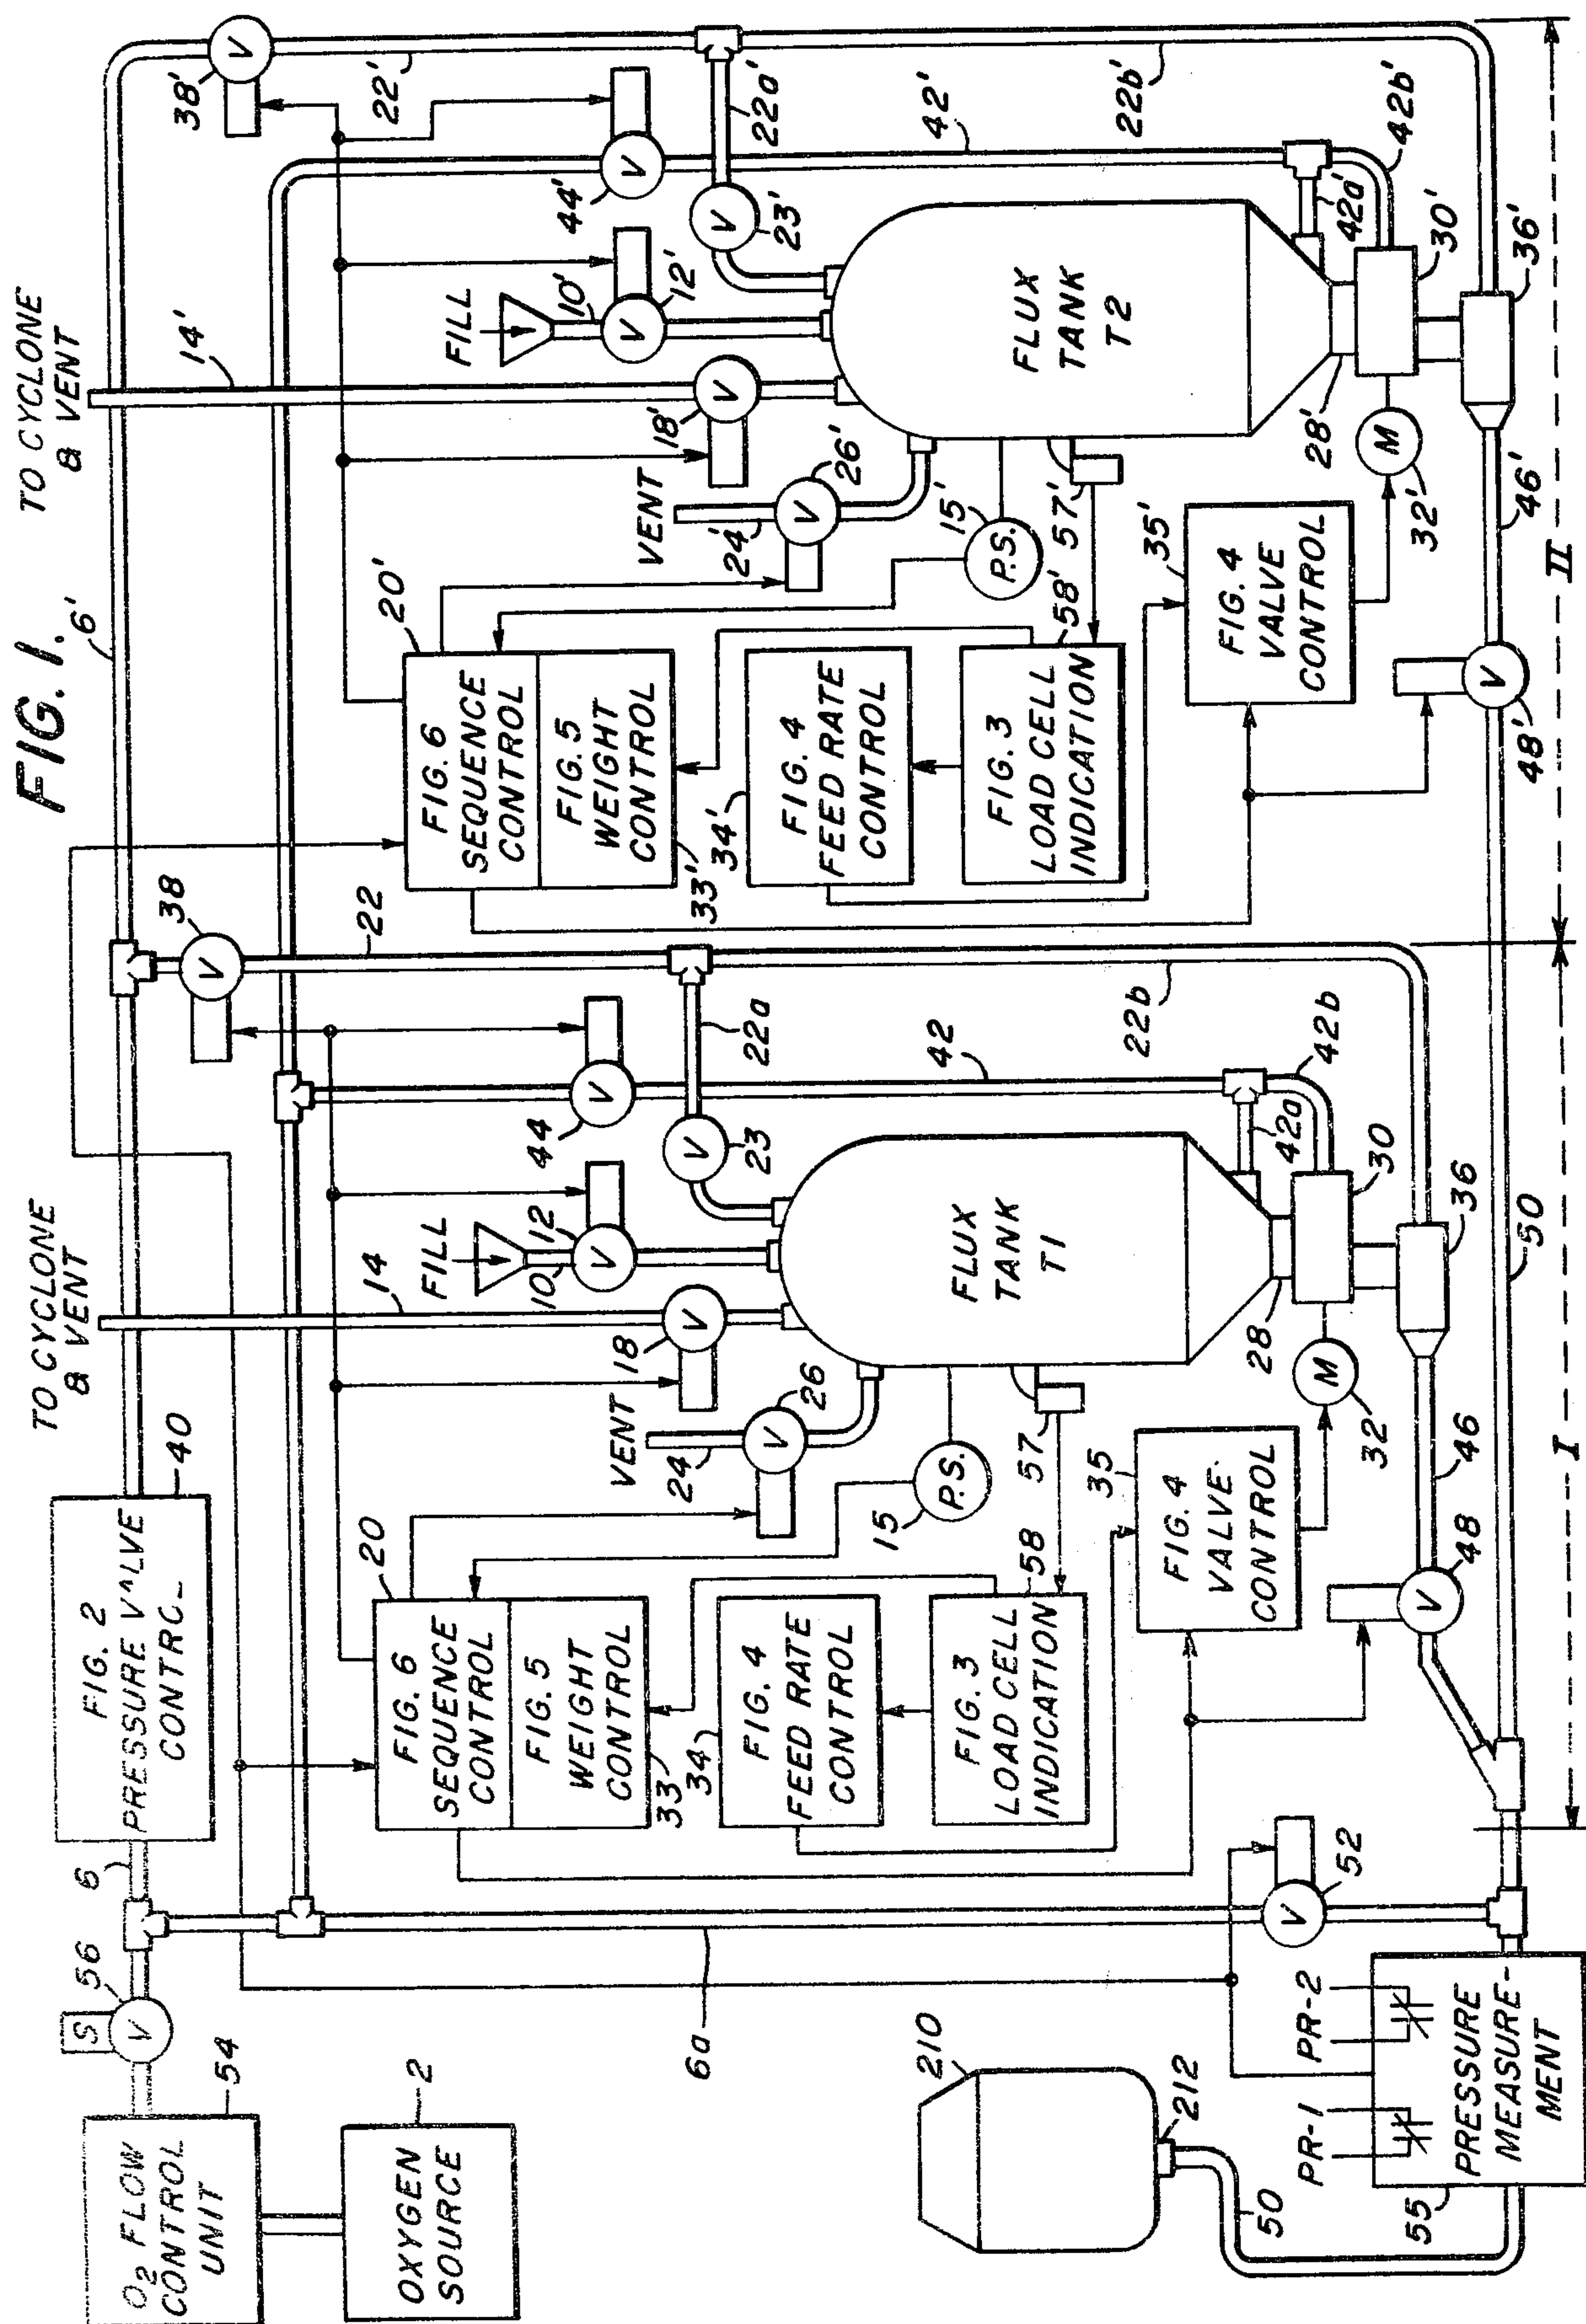 FIG. 1.
O2 FLOW
CONTROL
UNIT
54
OXYGEN
SOURCE
2
S
V
56
6
FIG. 2
PRESSURE VALVE
40
TO CYCLONE
& VENT
6'
TO CYCLONE
& VENT
6a
V
52
210
212
50
PR-1
PR-2
PRESSURE
MEASURE-
MENT
55
FIG. 6
SEQUENCE
CONTROL
20
FIG. 5
WEIGHT
CONTROL
33
34
FIG. 4
FEED RATE
CONTROL
FIG. 3
LOAD CELL
INDICATION
58
VENT
24
V
26
14
V
18
FILL
10
V
12
V
44
V
38
22
22a
V
23
42
22b
P.S.
15
57
FLUX
TANK
T1
35
FIG. 4
VALVE
CONTROL
M
32
28
30
42a
42b
36
46
V
48
50
I
FIG. 6
SEQUENCE
CONTROL
20'
FIG. 5
WEIGHT
CONTROL
33'
34'
FIG. 4
FEED RATE
CONTROL
FIG. 3
LOAD CELL
INDICATION
58'
VENT
24'
V
26'
14'
V
18'
FILL
10'
V
12'
V
44'
V
38'
22'
22a'
V
23'
42'
22b'
P.S.
15'
57'
FLUX
TANK
T2
35'
FIG. 4
VALVE
CONTROL
M
32'
28'
30'
42a'
42b'
36'
46'
V
48'
II